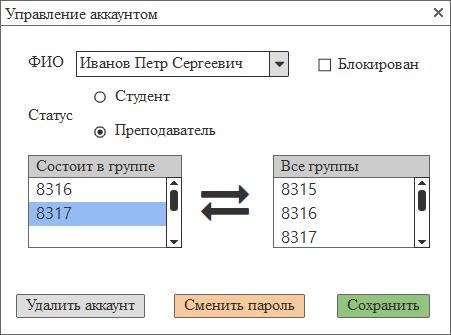 Управление аккаунтом
ФИО Иванов Петр Сергеевич Блокирован
Студент
Статус
Преподаватель
Состоит в группе Все группы
8316 8315
8317 8316
8317
Удалить аккаунт Сменить пароль Сохранить